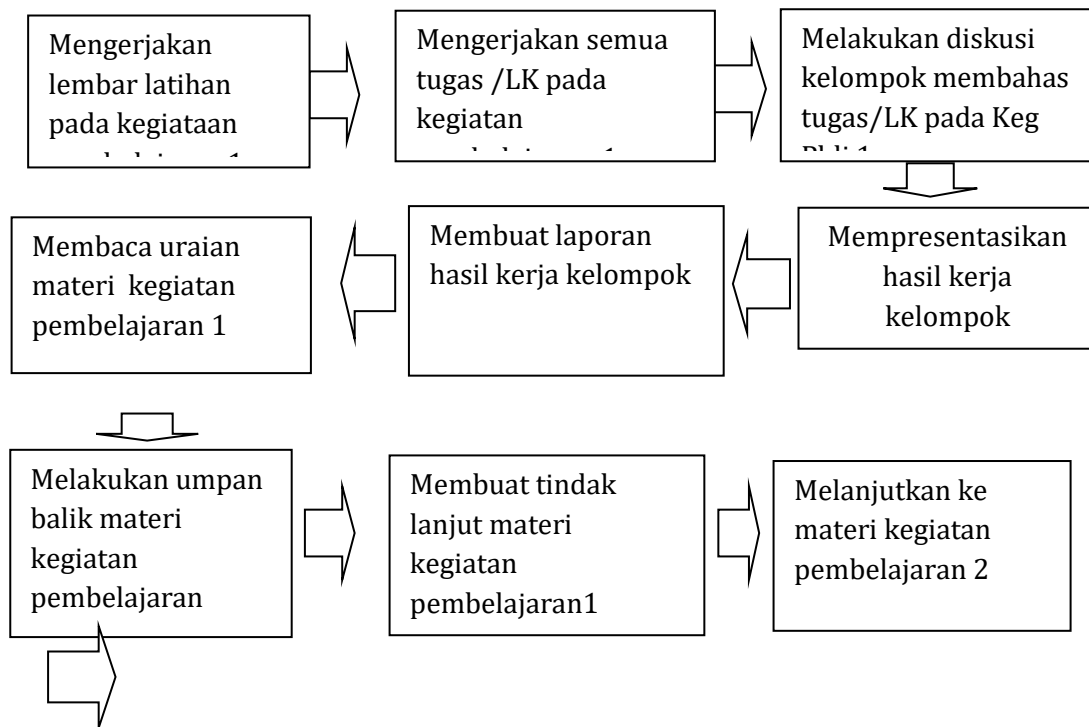 Mengerjakan
lembar latihan
pada kegiataan
Mengerjakan semua
tugas /LK pada
kegiatan
Melakukan diskusi
kelompok membahas
tugas/LK pada Keg
Mempresentasikan
hasil kerja
kelompok
Membuat laporan
hasil kerja kelompok
Membaca uraian
materi kegiatan
pembelajaran 1
Melakukan umpan
balik materi
kegiatan
pembelajaran
Membuat tindak
lanjut materi
kegiatan
pembelajaran1
Melanjutkan ke
materi kegiatan
pembelajaran 2